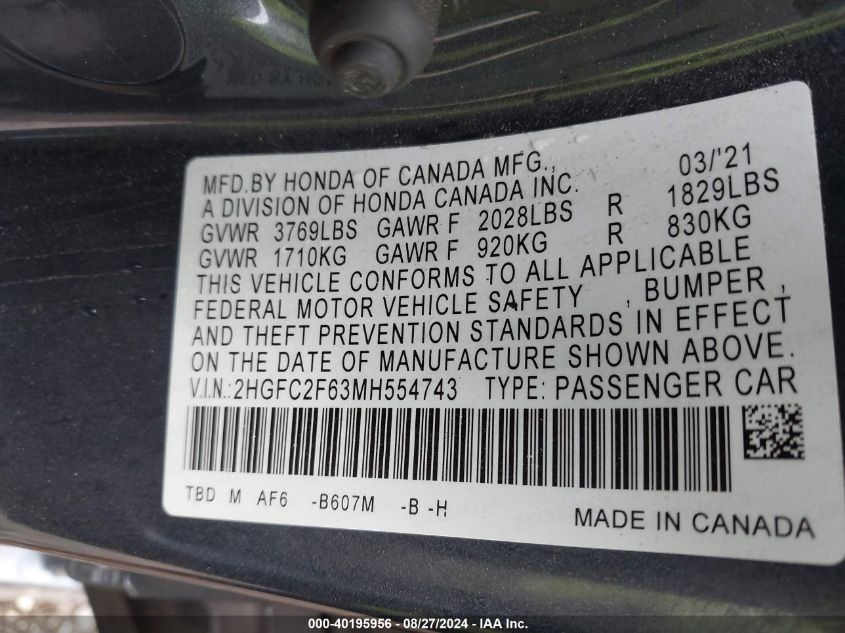 MFD.BY HONDA OF CANADA MFG., 03/'21
A DIVISION OF HONDA CANADA INC.
GVWR 3769LBS GAWR F 2028LBS R 1829LBS
GVWR 1710KG GAWR F 920KG R 830KG
THIS VEHICLE CONFORMS TO ALL APPLICABLE
FEDERAL MOTOR VEHICLE SAFETY , BUMPER ,
AND THEFT PREVENTION STANDARDS IN EFFECT
ON THE DATE OF MANUFACTURE SHOWN ABOVE.
V.I.N.: 2HGFC2F63MH554743 TYPE: PASSENGER CAR
TBD M AF6 -B607M -B -H
MADE IN CANADA
000-40195956 - 08/27/2024 - IAA Inc.